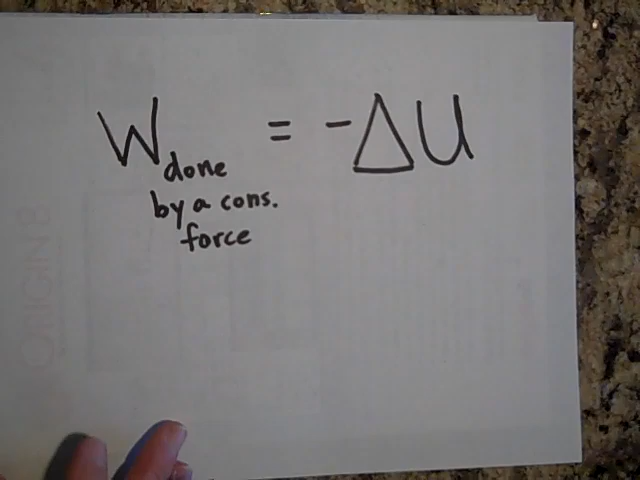 W done = -ΔU
by a cons.
force